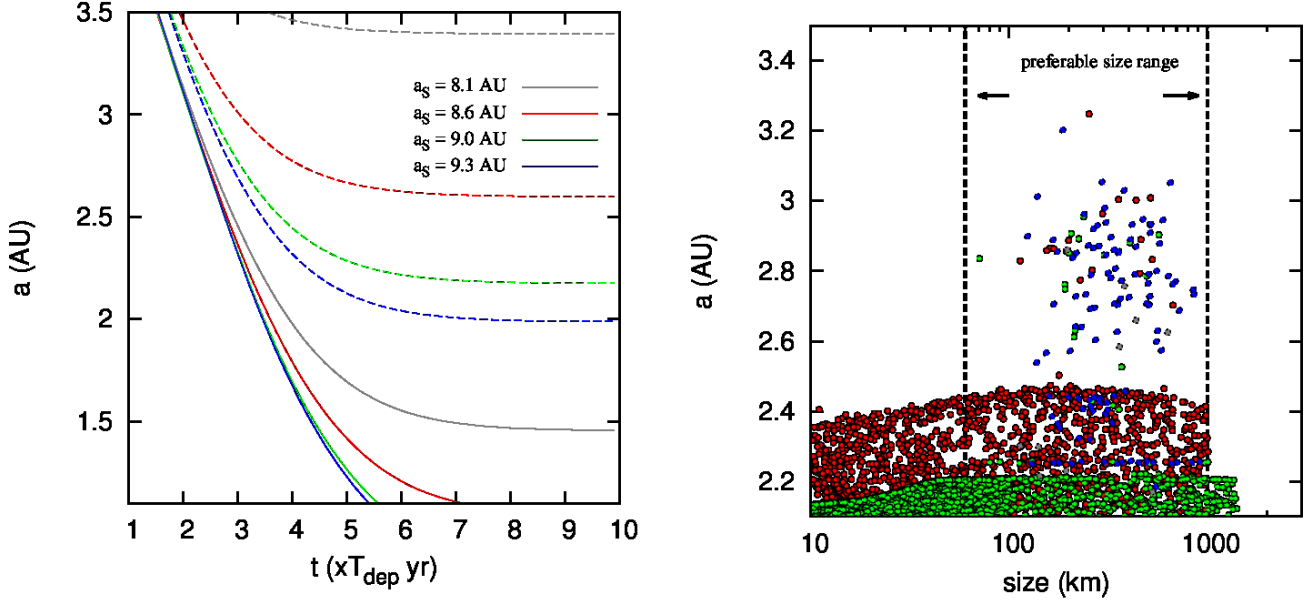 3.5
3
2.5
2
1.5
a (AU)
1 2 3 4 5 6 7 8 9 10
t (xT_dep yr)
a_S = 8.1 AU
a_S = 8.6 AU
a_S = 9.0 AU
a_S = 9.3 AU
3.4
3.2
3
2.8
2.6
2.4
2.2
a (AU)
preferable size range
10 100 1000
size (km)